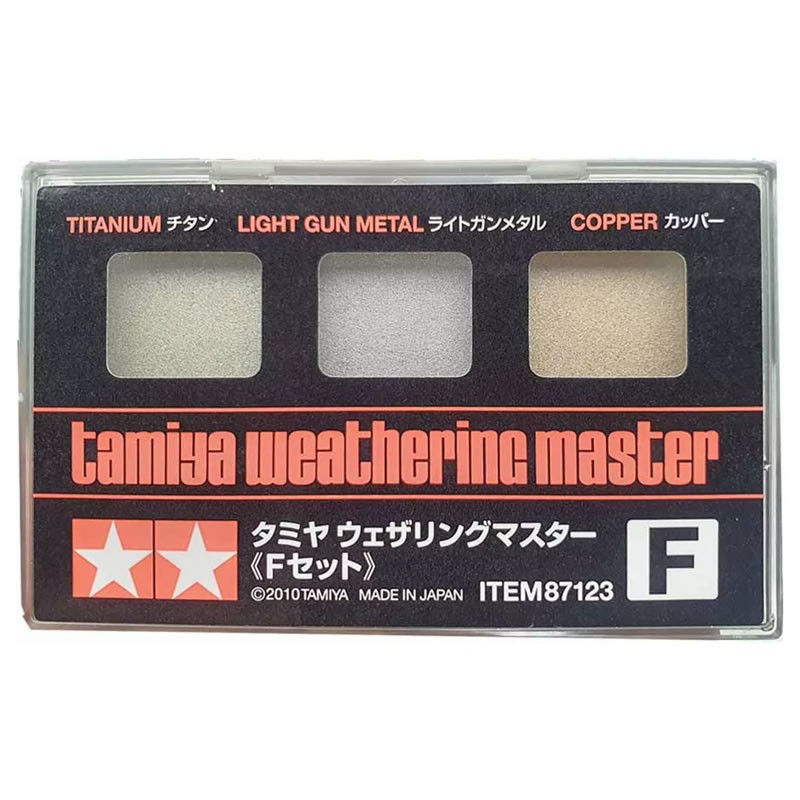 TITANIUM チタン LIGHT GUN METAL ライトガンメタル COPPER カッパー
tamiya weathering master
タミヤ ウェザリングマスター
《Fセット》
©2010TAMIYA MADE IN JAPAN ITEM87123
F